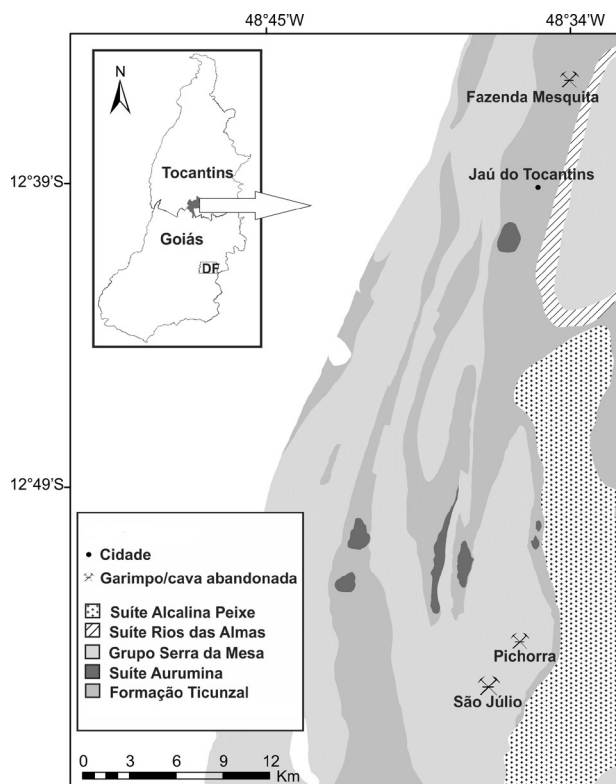 48°45'W
48°34'W
N
Fazenda Mesquita
Tocantins
Jaú do Tocantins
12°39'S
Goiás
DF
12°49'S
Cidade
Garimpo/cava abandonada
Suíte Alcalina Peixe
Suíte Rios das Almas
Grupo Serra da Mesa
Suíte Aurumina
Formação Ticunzal
Pichorra
São Júlio
0 3 6 9 12
Km